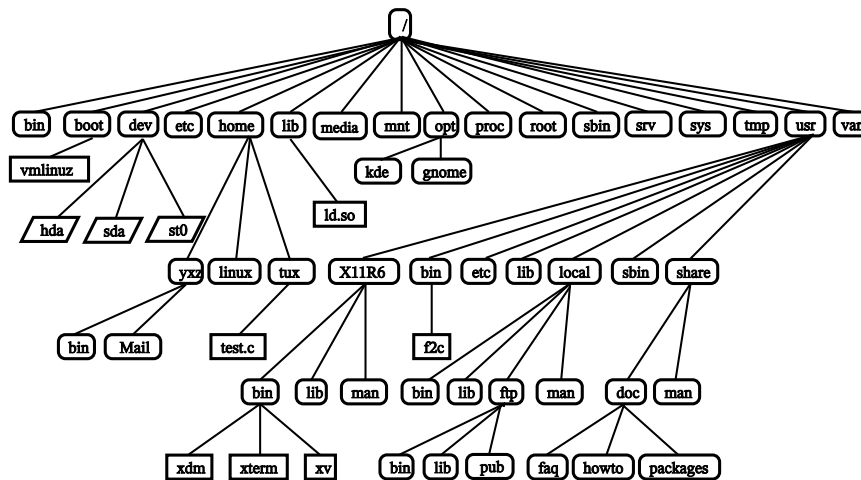 /
bin boot dev etc home lib media mnt opt proc root sbin srv sys tmp usr var
vmlinuz kde gnome
hda sda st0 ld.so
yxz linux tux X11R6 bin etc lib local sbin share
bin Mail test.c f2c
bin lib man bin lib ftp man doc man
xdm xterm xv bin lib pub faq howto packages